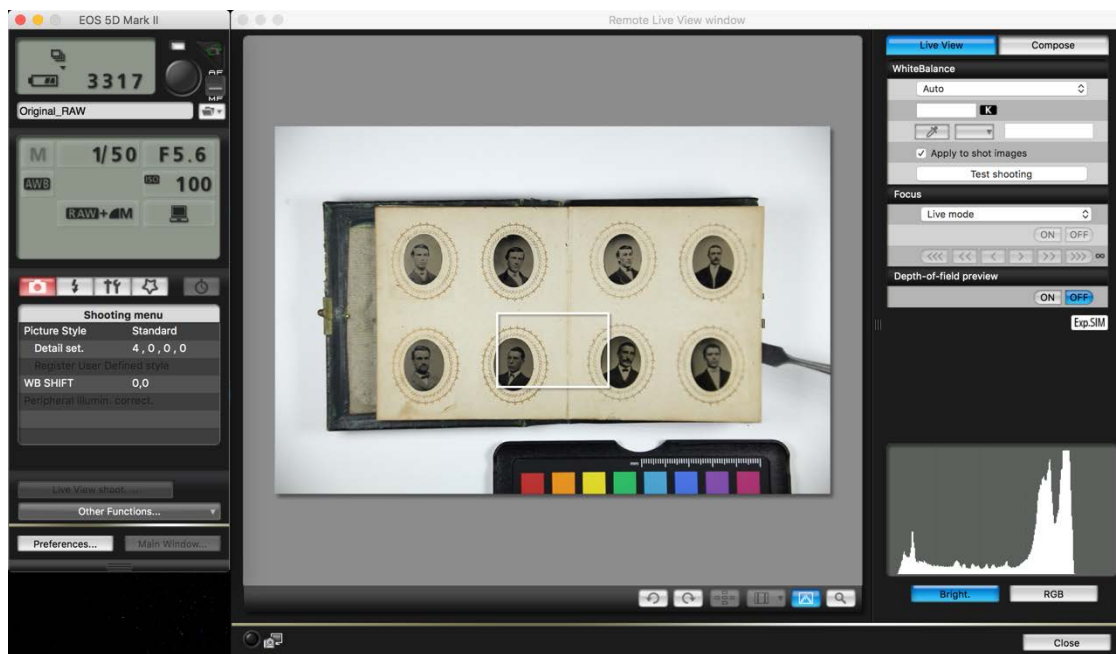 EOS 5D Mark II
3317
AF
MF
Original_RAW
M 1/50 F5.6
AWB ISO 100
RAW+ M
Shooting menu
Picture Style Standard
Detail set. 4, 0, 0, 0
Register User Defined style
WB SHIFT 0,0
Peripheral illumin. correct.
Live View shoot. ...
Other Functions...
Preferences... Main Window...
Remote Live View window
Live View Compose
WhiteBalance
Auto
K
Apply to shot images
Test shooting
Focus
Live mode
ON OFF
<<< << < > >> >>> ∞
Depth-of-field preview
ON OFF
Exp.SIM
Bright. RGB
Close